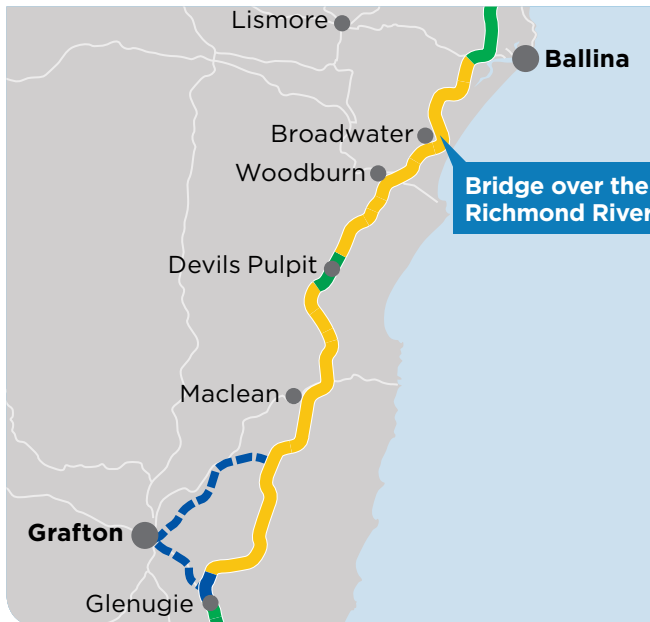 Lismore
Ballina
Broadwater
Woodburn
Bridge over the
Richmond River
Devils Pulpit
Maclean
Grafton
Glenugie